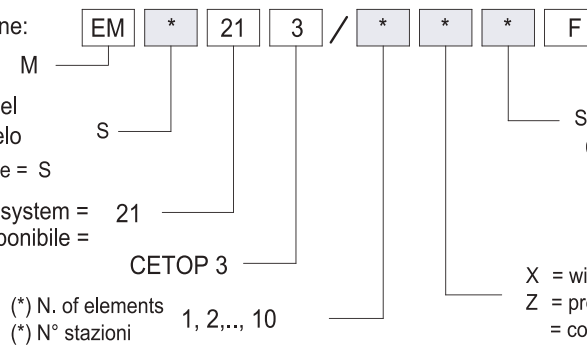 ne: EM * 21 3 / * * * F
M
el
elo S
e = S
S
system = 21
ponibile =
CETOP 3
X = wi
Z = pr
= co
(*) N. of elements
(*) N° stazioni 1, 2,.., 10